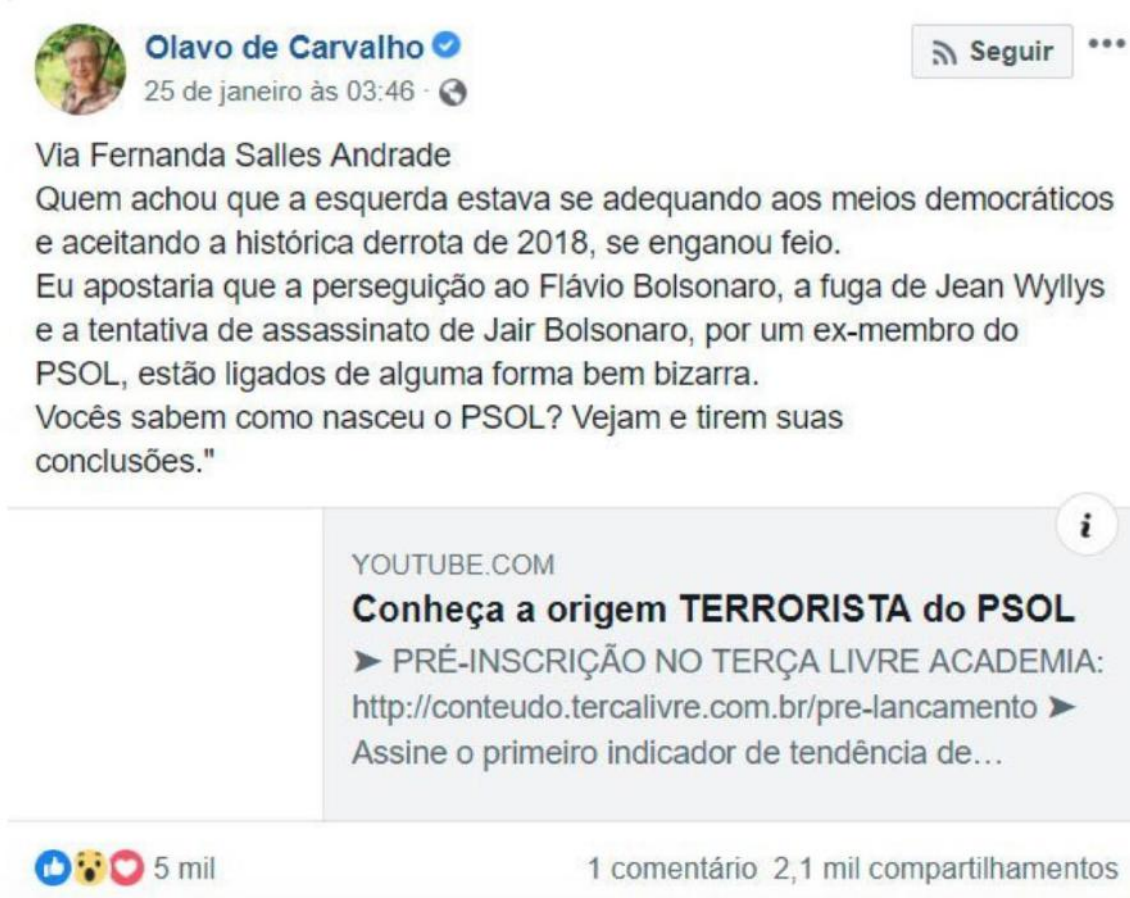 Olavo de Carvalho
Seguir
25 de janeiro às 03:46 ·
Via Fernanda Salles Andrade
Quem achou que a esquerda estava se adequando aos meios democráticos
e aceitando a histórica derrota de 2018, se enganou feio.
Eu apostaria que a perseguição ao Flávio Bolsonaro, a fuga de Jean Wyllys
e a tentativa de assassinato de Jair Bolsonaro, por um ex-membro do
PSOL, estão ligados de alguma forma bem bizarra.
Vocês sabem como nasceu o PSOL? Vejam e tirem suas
conclusões."
YOUTUBE.COM
Conheça a origem TERRORISTA do PSOL
➤ PRÉ-INSCRIÇÃO NO TERÇA LIVRE ACADEMIA:
http://conteudo.tercalivre.com.br/pre-lancamento ➤
Assine o primeiro indicador de tendência de...
5 mil
1 comentário 2,1 mil compartilhamentos